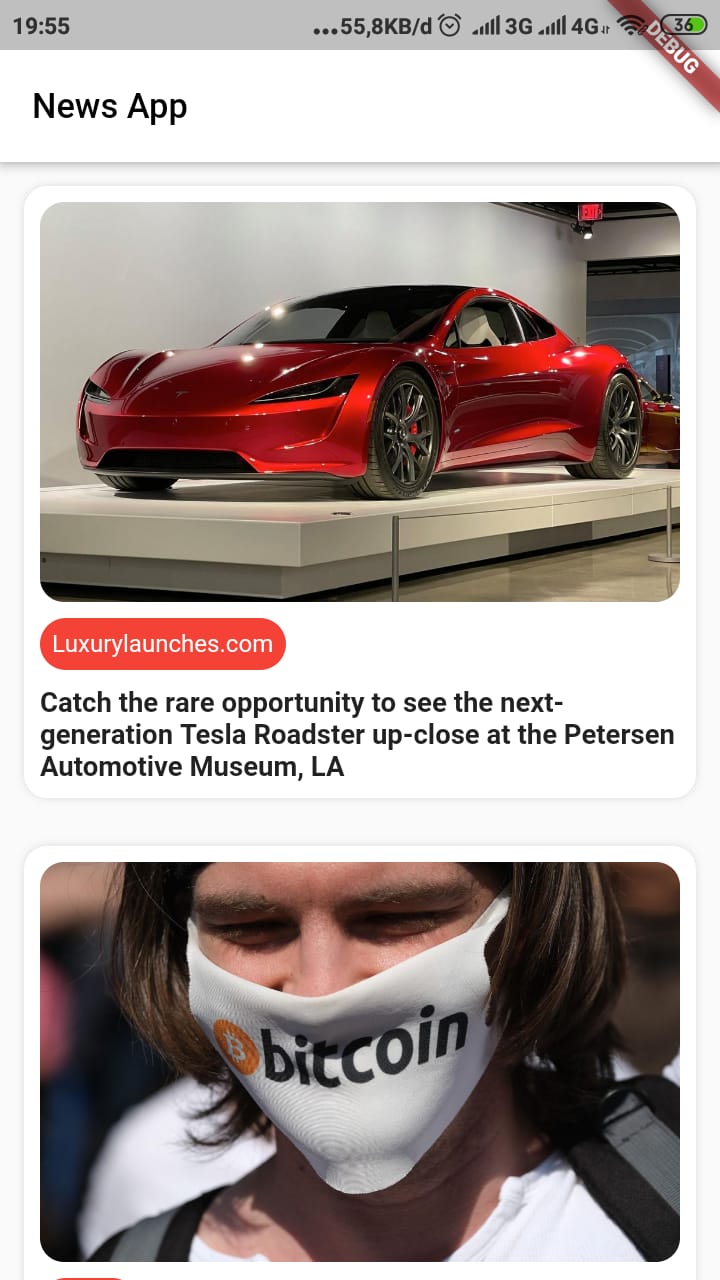 19:55
...55,8KB/d
3G
4G
36
DEBUG
News App
EXIT
Luxurylaunches.com
Catch the rare opportunity to see the next-
generation Tesla Roadster up-close at the Petersen
Automotive Museum, LA
bitcoin